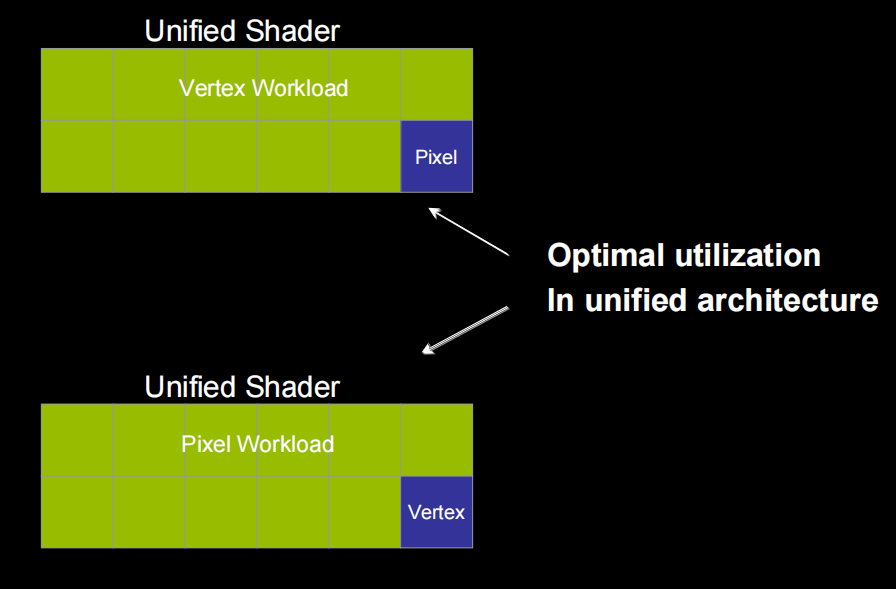 Unified Shader
Vertex Workload
Pixel
Optimal utilization
In unified architecture
Unified Shader
Pixel Workload
Vertex